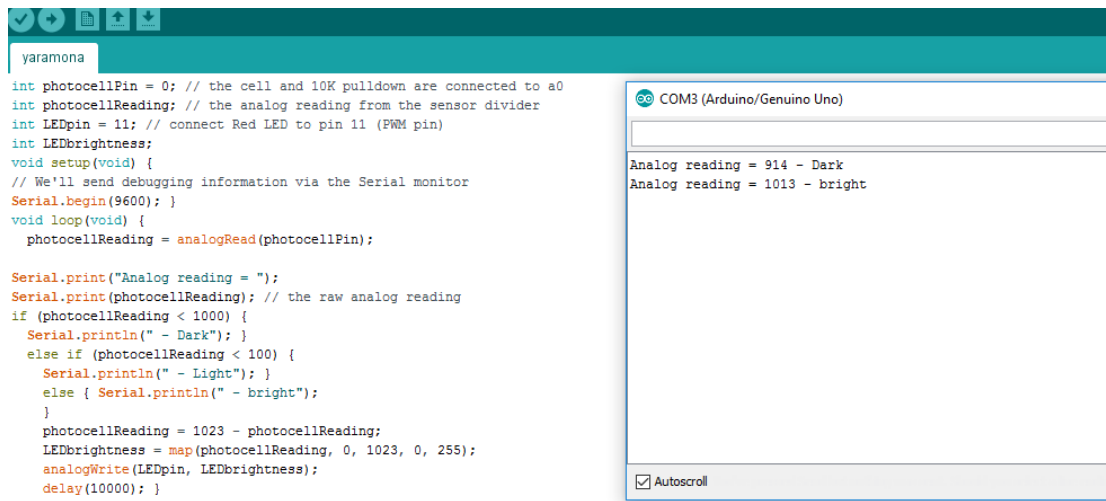 yaramona
int photocellPin = 0; // the cell and 10K pulldown are connected to a0
int photocellReading; // the analog reading from the sensor divider
int LEDpin = 11; // connect Red LED to pin 11 (PWM pin)
int LEDbrightness;
void setup(void) {
// We'll send debugging information via the Serial monitor
Serial.begin(9600); }
void loop(void) {
  photocellReading = analogRead(photocellPin);

Serial.print("Analog reading = ");
Serial.print(photocellReading); // the raw analog reading
if (photocellReading < 1000) {
  Serial.println(" - Dark"); }
  else if (photocellReading < 100) {
    Serial.println(" - Light"); }
    else { Serial.println(" - bright");
    }
    photocellReading = 1023 - photocellReading;
    LEDbrightness = map(photocellReading, 0, 1023, 0, 255);
    analogWrite(LEDpin, LEDbrightness);
    delay(10000); }
COM3 (Arduino/Genuino Uno)
Analog reading = 914 - Dark
Analog reading = 1013 - bright
Autoscroll